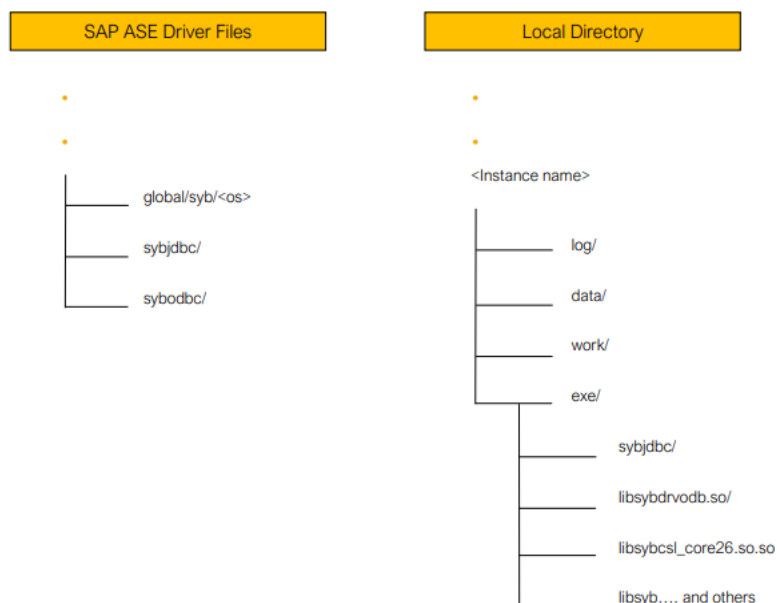 SAP ASE Driver Files
global/syb/<os>
sybjdbc/
sybodbc/
Local Directory
<Instance name>
log/
data/
work/
exe/
sybjdbc/
libsybdrvodb.so/
libsybcsl_core26.so.so
libsyb.... and others